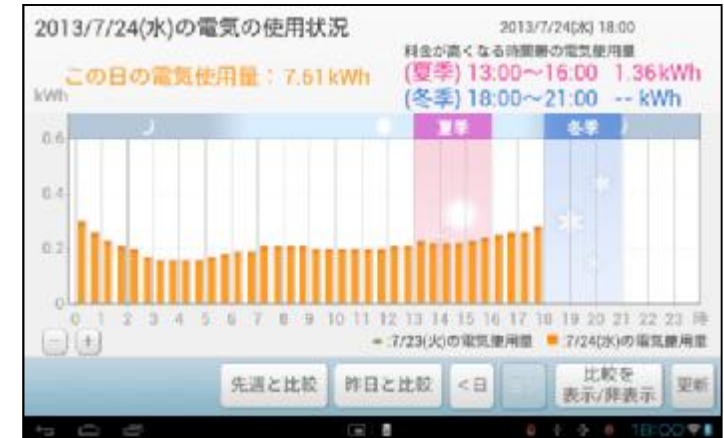 2013/7/24(水)の電気の使用状況
2013/7/24(水) 18:00
料金が高くなる時間帯の電気使用量
この日の電気使用量：7.61kWh
(夏季) 13:00～16:00 1.36kWh
(冬季) 18:00～21:00 -- kWh
kWh
夏季 冬季
0.6
0.4
0.2
0
0 1 2 3 4 5 6 7 8 9 10 11 12 13 14 15 16 17 18 19 20 21 22 23 時
- +
7/23(火)の電気使用量 7/24(水)の電気使用量
先週と比較 昨日と比較 <日 比較を
表示/非表示 更新
18:00